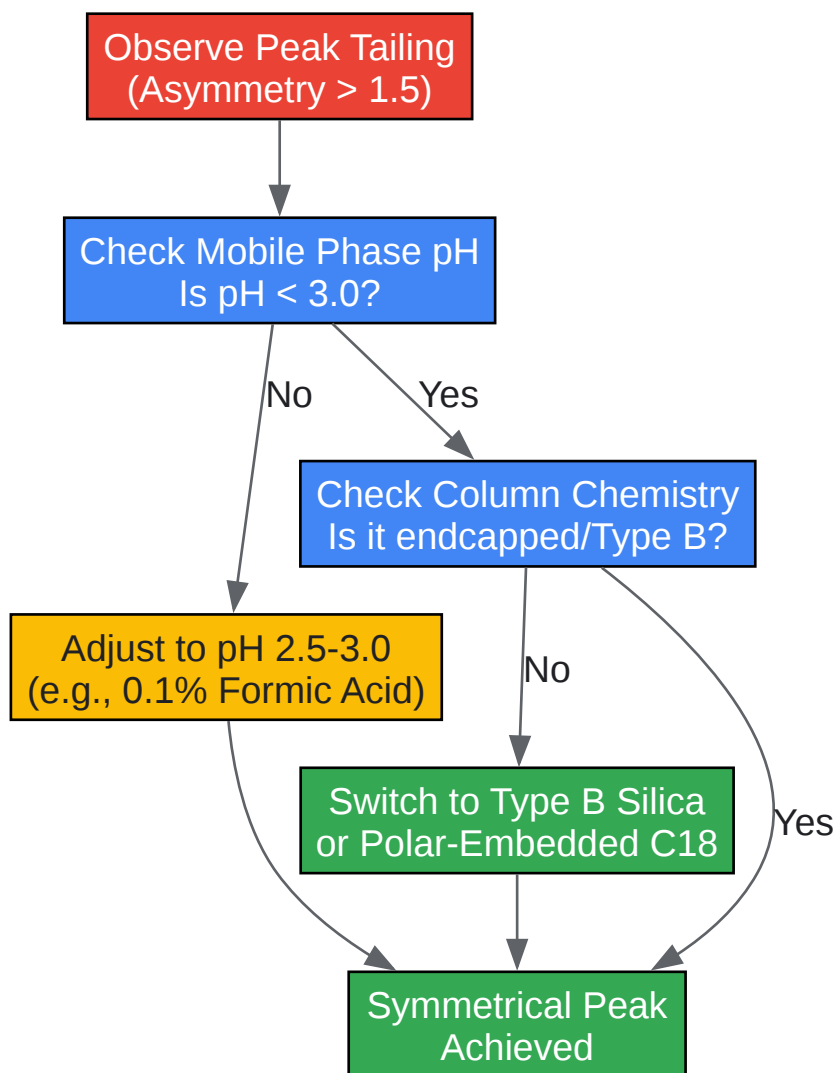 Observe Peak Tailing
(Asymmetry > 1.5)
Check Mobile Phase pH
Is pH < 3.0?
No
Yes
Check Column Chemistry
Is it endcapped/Type B?
Adjust to pH 2.5-3.0
(e.g., 0.1% Formic Acid)
No
Switch to Type B Silica
or Polar-Embedded C18
Yes
Symmetrical Peak
Achieved